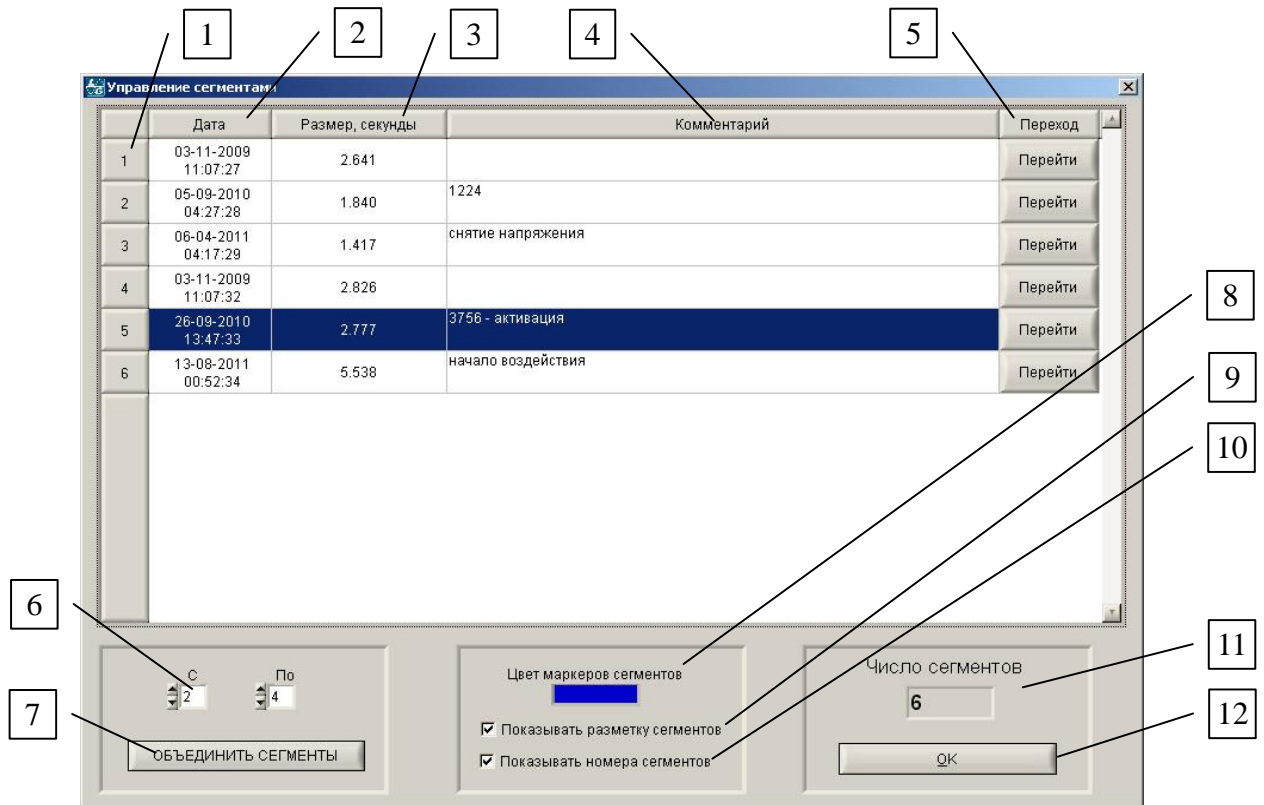 1 2 3 4 5
Управление сегментами
Дата Размер, секунды Комментарий Переход
1 03-11-2009 11:07:27 2.641 Перейти
2 05-09-2010 04:27:28 1.840 1224 Перейти
3 06-04-2011 04:17:29 1.417 снятие напряжения Перейти
4 03-11-2009 11:07:32 2.826 Перейти
5 26-09-2010 13:47:33 2.777 3756 - активация Перейти
6 13-08-2011 00:52:34 5.538 начало воздействия Перейти
8
9
10
6
7
С По
2 4
ОБЪЕДИНИТЬ СЕГМЕНТЫ
Цвет маркеров сегментов
Показывать разметку сегментов
Показывать номера сегментов
Число сегментов
6
OK
11
12